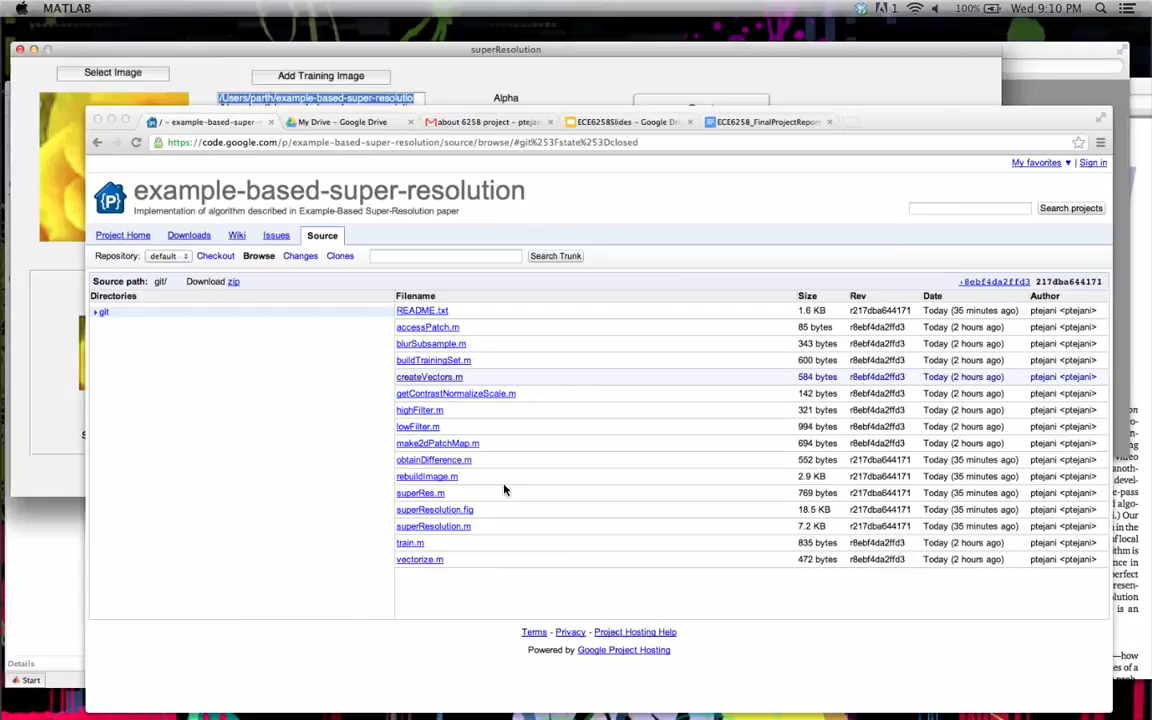 MATLAB
1
100%
Wed 9:10 PM
superResolution
Select Image
Add Training Image
/Users/parth/example-based-super-resolutio
Alpha
/ - example-based-super-
My Drive - Google Drive
about 6258 project - ptejan
ECE6258Slides - Google Dri
ECE6258_FinalProjectRepor
https://code.google.com/p/example-based-super-resolution/source/browse/#git%253Fstate%253Dclosed
My favorites ▼ | Sign in
{P}
example-based-super-resolution
Implementation of algorithm described in Example-Based Super-Resolution paper
Search projects
Project Home Downloads Wiki Issues Source
Repository: default Checkout Browse Changes Clones Search Trunk
Source path: git/ Download zip
‹8ebf4da2ffd3 217dba644171
Directories Filename Size Rev Date Author
git README.txt 1.6 KB r217dba644171 Today (35 minutes ago) ptejani <ptejani>
accessPatch.m 85 bytes r8ebf4da2ffd3 Today (2 hours ago) ptejani <ptejani>
blurSubsample.m 343 bytes r8ebf4da2ffd3 Today (2 hours ago) ptejani <ptejani>
buildTrainingSet.m 600 bytes r8ebf4da2ffd3 Today (2 hours ago) ptejani <ptejani>
createVectors.m 584 bytes r8ebf4da2ffd3 Today (2 hours ago) ptejani <ptejani>
getContrastNormalizeScale.m 142 bytes r8ebf4da2ffd3 Today (2 hours ago) ptejani <ptejani>
highFilter.m 321 bytes r8ebf4da2ffd3 Today (2 hours ago) ptejani <ptejani>
lowFilter.m 994 bytes r8ebf4da2ffd3 Today (2 hours ago) ptejani <ptejani>
make2dPatchMap.m 694 bytes r8ebf4da2ffd3 Today (2 hours ago) ptejani <ptejani>
obtainDifference.m 552 bytes r217dba644171 Today (35 minutes ago) ptejani <ptejani>
rebuildImage.m 2.9 KB r217dba644171 Today (35 minutes ago) ptejani <ptejani>
superRes.m 769 bytes r217dba644171 Today (35 minutes ago) ptejani <ptejani>
superResolution.fig 18.5 KB r217dba644171 Today (35 minutes ago) ptejani <ptejani>
superResolution.m 7.2 KB r217dba644171 Today (35 minutes ago) ptejani <ptejani>
train.m 835 bytes r8ebf4da2ffd3 Today (2 hours ago) ptejani <ptejani>
vectorize.m 472 bytes r8ebf4da2ffd3 Today (2 hours ago) ptejani <ptejani>
Terms - Privacy - Project Hosting Help
Powered by Google Project Hosting
Details
Start